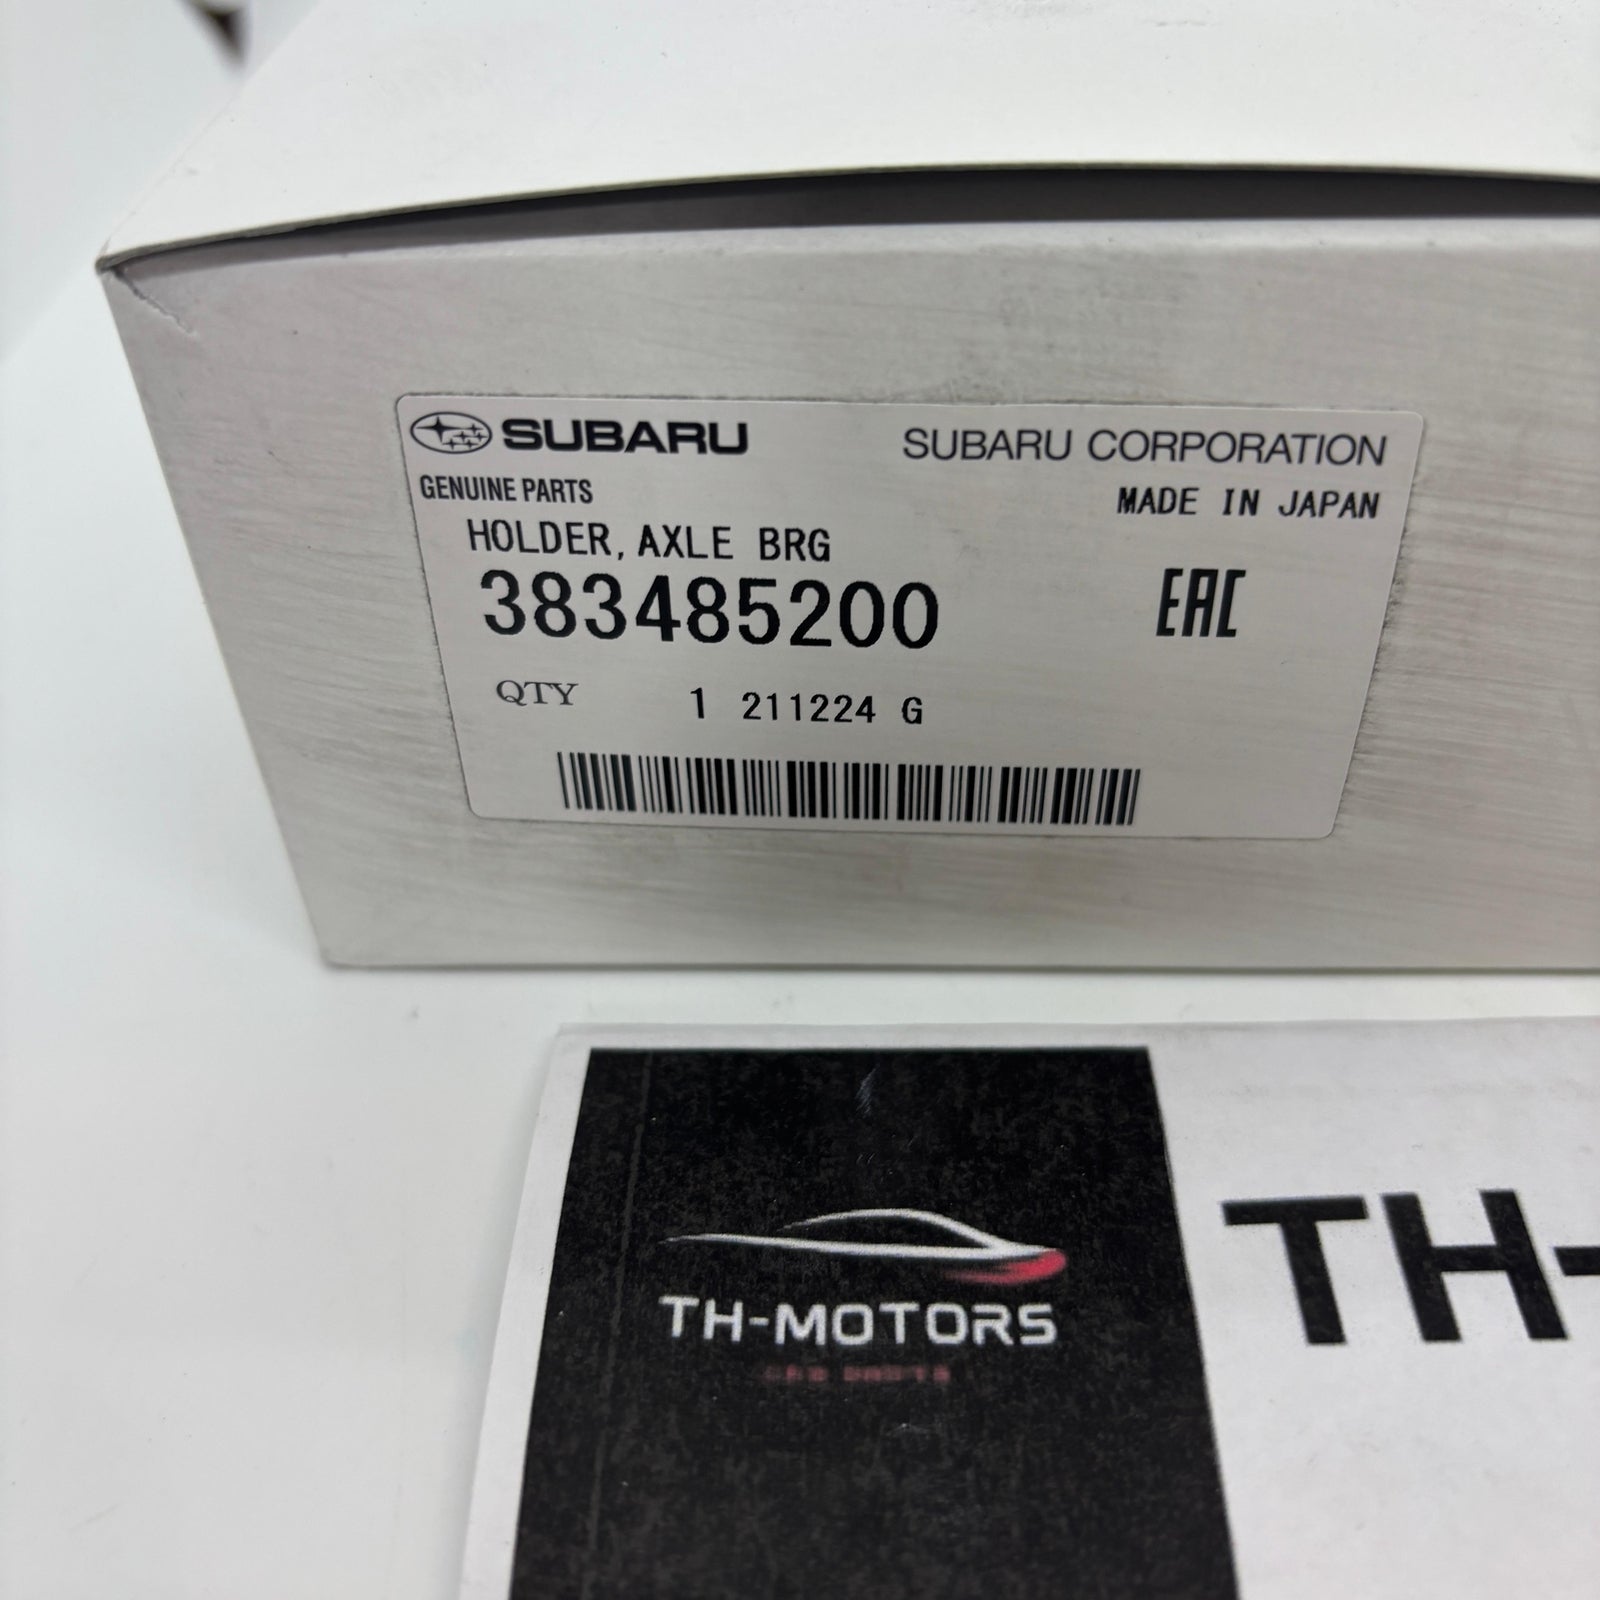 SUBARU
SUBARU CORPORATION
GENUINE PARTS
MADE IN JAPAN
HOLDER, AXLE BRG
383485200
EAC
QTY 1 211224 G
TH-MOTORS
TH-